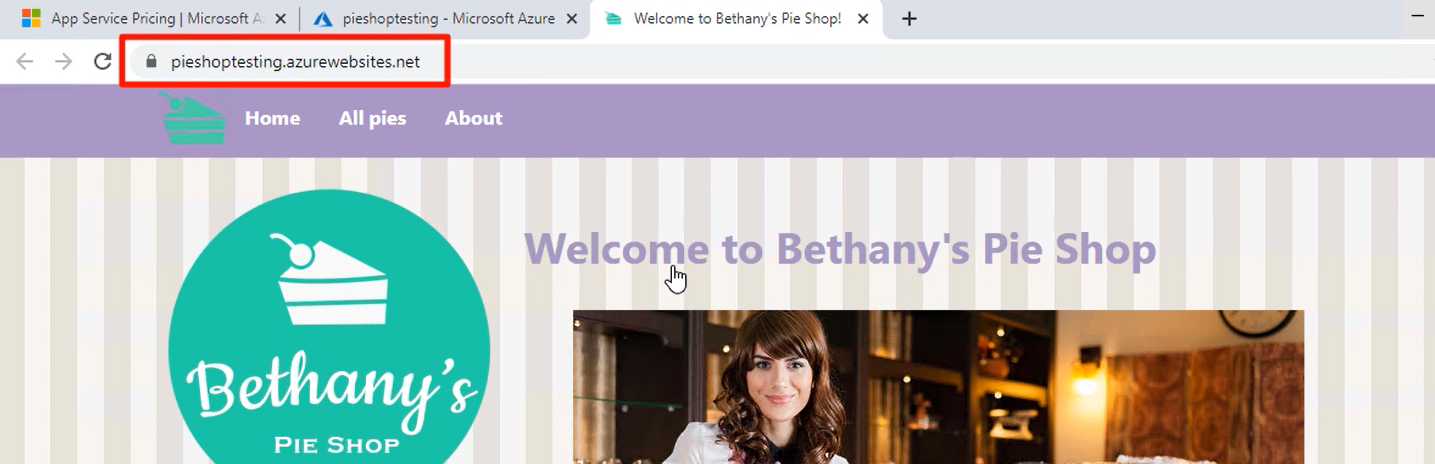 App Service Pricing | Microsoft Az
pieshoptesting - Microsoft Azure
Welcome to Bethany's Pie Shop!
pieshoptesting.azurewebsites.net
Home
All pies
About
Welcome to Bethany's Pie Shop
Bethany's
PIE SHOP